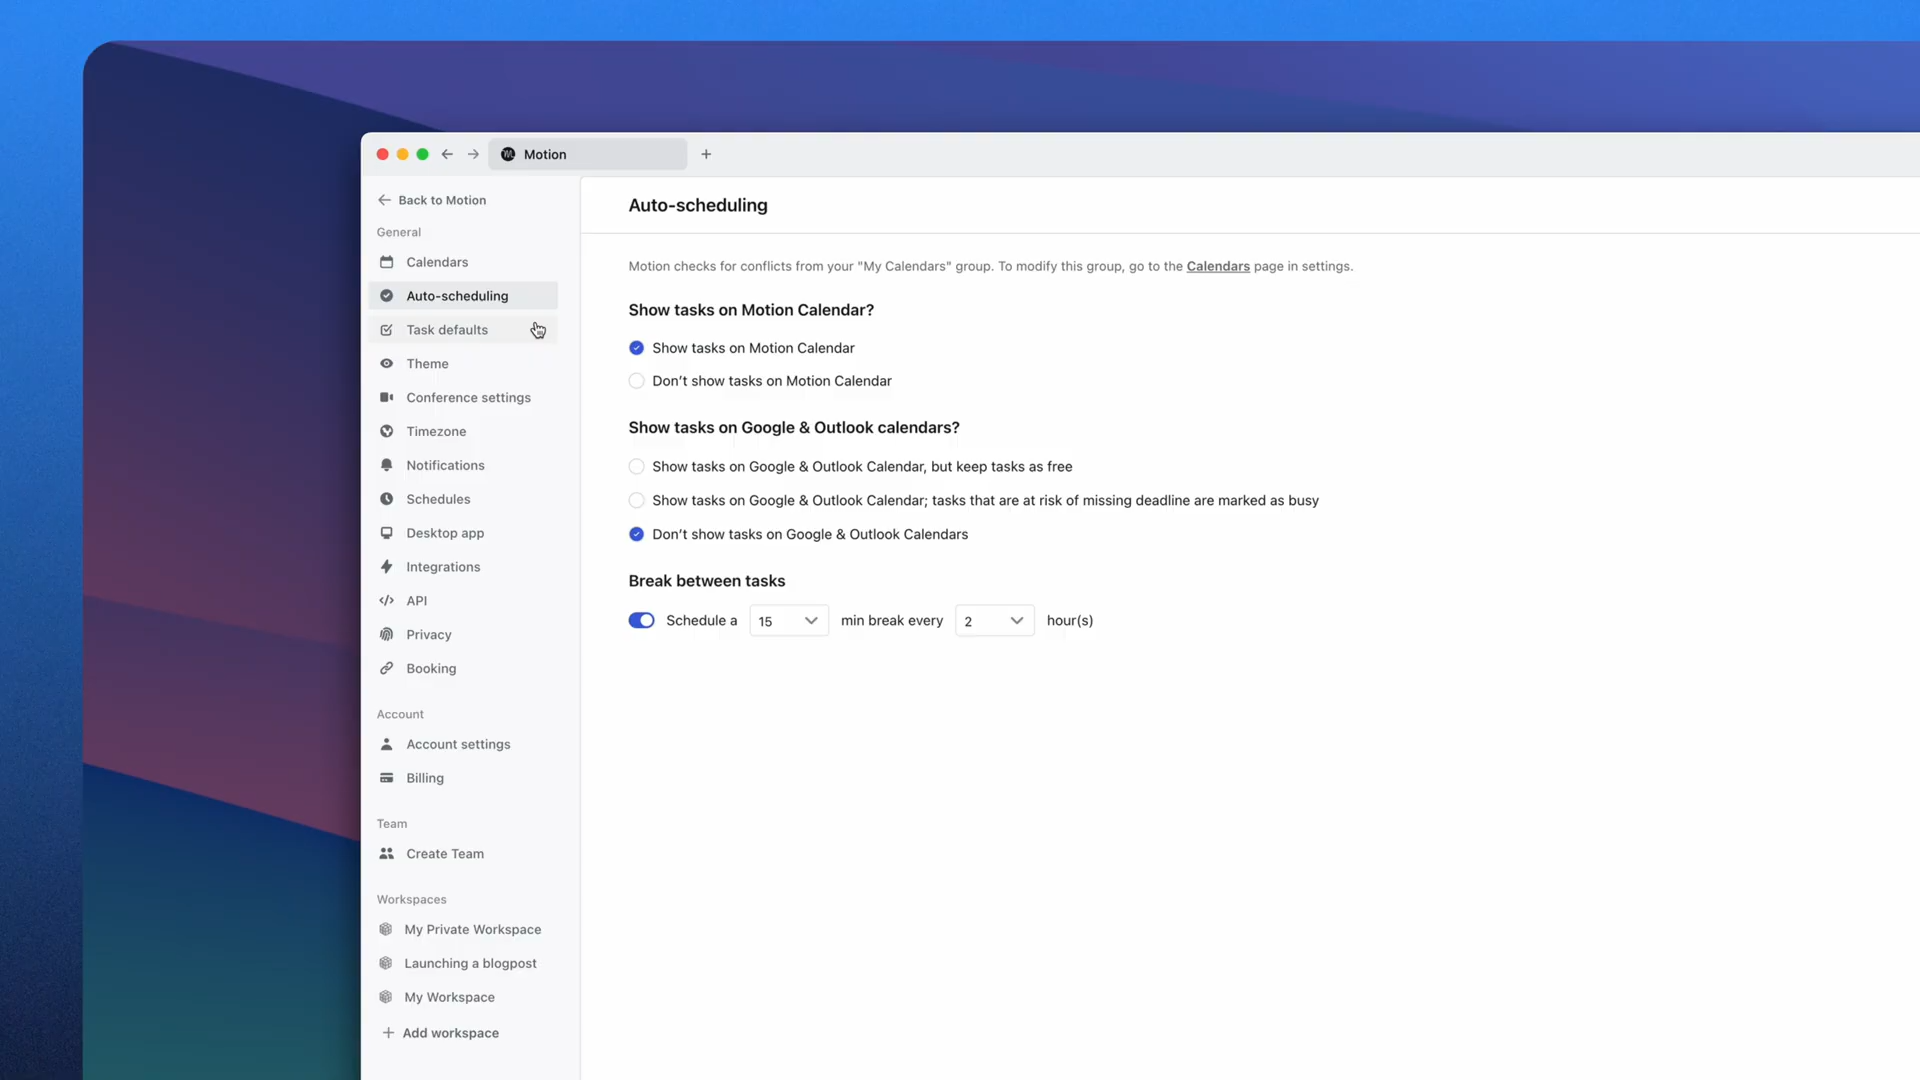 Motion
Back to Motion
General
Calendars
Auto-scheduling
Task defaults
Theme
Conference settings
Timezone
Notifications
Schedules
Desktop app
Integrations
API
Privacy
Booking
Account
Account settings
Billing
Team
Create Team
Workspaces
My Private Workspace
Launching a blogpost
My Workspace
Add workspace
Auto-scheduling
Motion checks for conflicts from your "My Calendars" group. To modify this group, go to the Calendars page in settings.
Show tasks on Motion Calendar?
Show tasks on Motion Calendar
Don’t show tasks on Motion Calendar
Show tasks on Google & Outlook calendars?
Show tasks on Google & Outlook Calendar, but keep tasks as free
Show tasks on Google & Outlook Calendar; tasks that are at risk of missing deadline are marked as busy
Don’t show tasks on Google & Outlook Calendars
Break between tasks
Schedule a 15 min break every 2 hour(s)